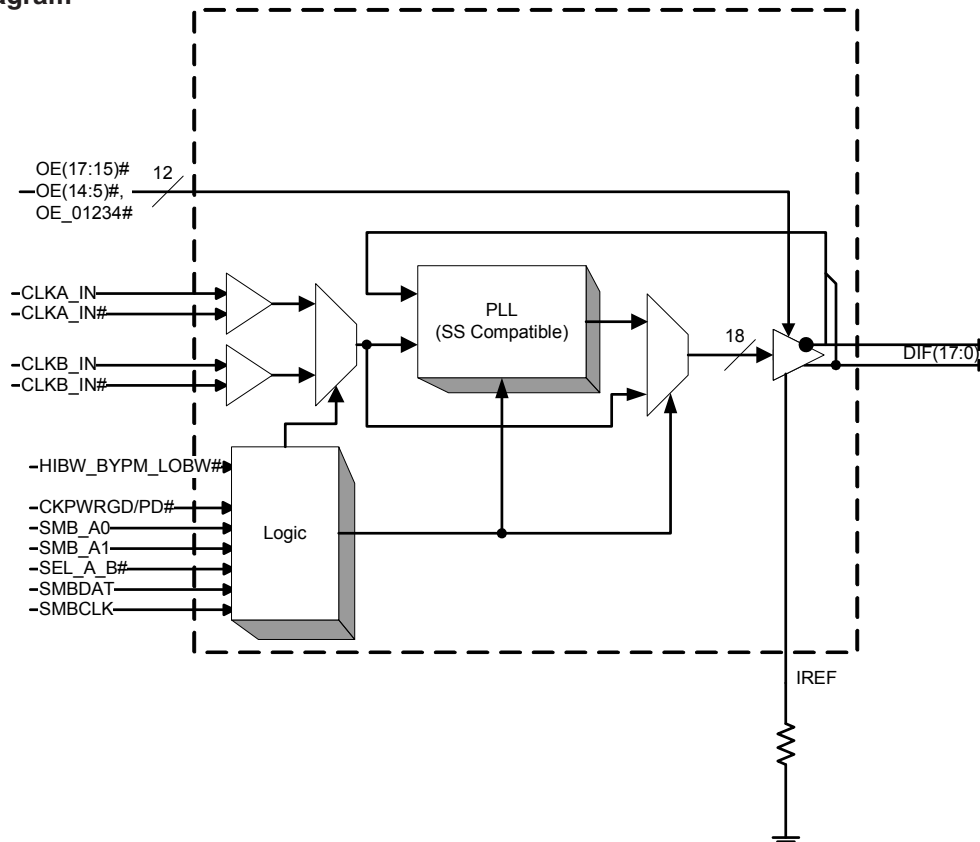 OE(17:15)#
12
OE(14:5)#,
OE_01234#
CLKA_IN
CLKA_IN#
PLL
(SS Compatible)
18
DIF(17:0)
CLKB_IN
CLKB_IN#
HIBW_BYPM_LOBW#
CKPWRGD/PD#
SMB_A0
SMB_A1
SEL_A_B#
SMBDAT
SMBCLK
Logic
IREF